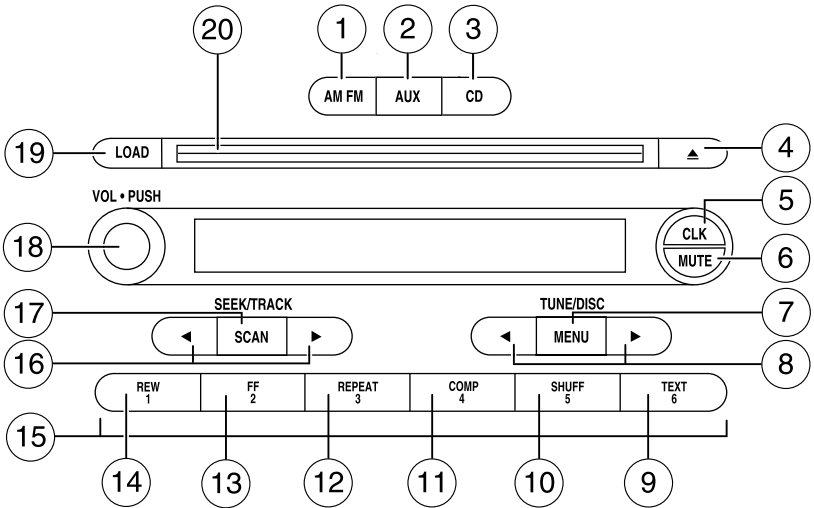 20
1
2
3
AM FM
AUX
CD
19
LOAD
4
VOL • PUSH
5
CLK
18
MUTE
6
17
SEEK/TRACK
TUNE/DISC
7
SCAN
MENU
16
8
REW
1
FF
2
REPEAT
3
COMP
4
SHUFF
5
TEXT
6
15
14
13
12
11
10
9